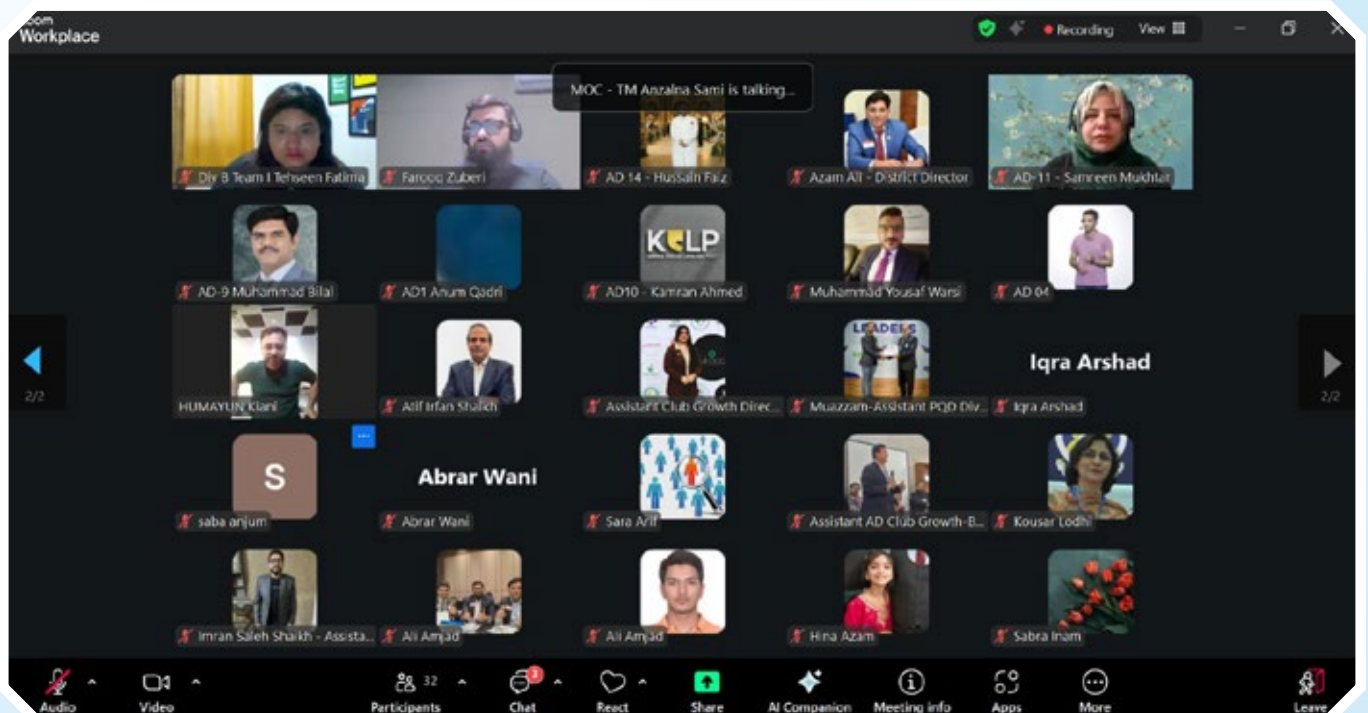 zoom
Workplace
Recording
View
MOC - TM Anzalna Sami is talking...
Div B Team I Tehseen Fatima
Farooq Zuberi
AD 14 - Hussain Faiz
Azam Ali - District Director
AD-11 - Samreen Mukhtar
KELP
AD-9 Muhammad Bilal
AD1 Anum Qadri
AD10 - Kamran Ahmed
Muhammad Yousaf Warsi
AD 04
LEADERS
Iqra Arshad
HUMAYUN Kiani
Atif Irfan Shaikh
Assistant Club Growth Direc...
Muazzam-Assistant PQD Div...
Iqra Arshad
2/2
2/2
S
Abrar Wani
saba anjum
Abrar Wani
Sara Arif
Assistant AD Club Growth-B...
Kousar Lodhi
Imran Saleh Shaikh - Assista...
Ali Amjad
Ali Amjad
Hina Azam
Sabra Inam
32
3
Audio
Video
Participants
Chat
React
Share
AI Companion
Meeting info
Apps
More
Leave